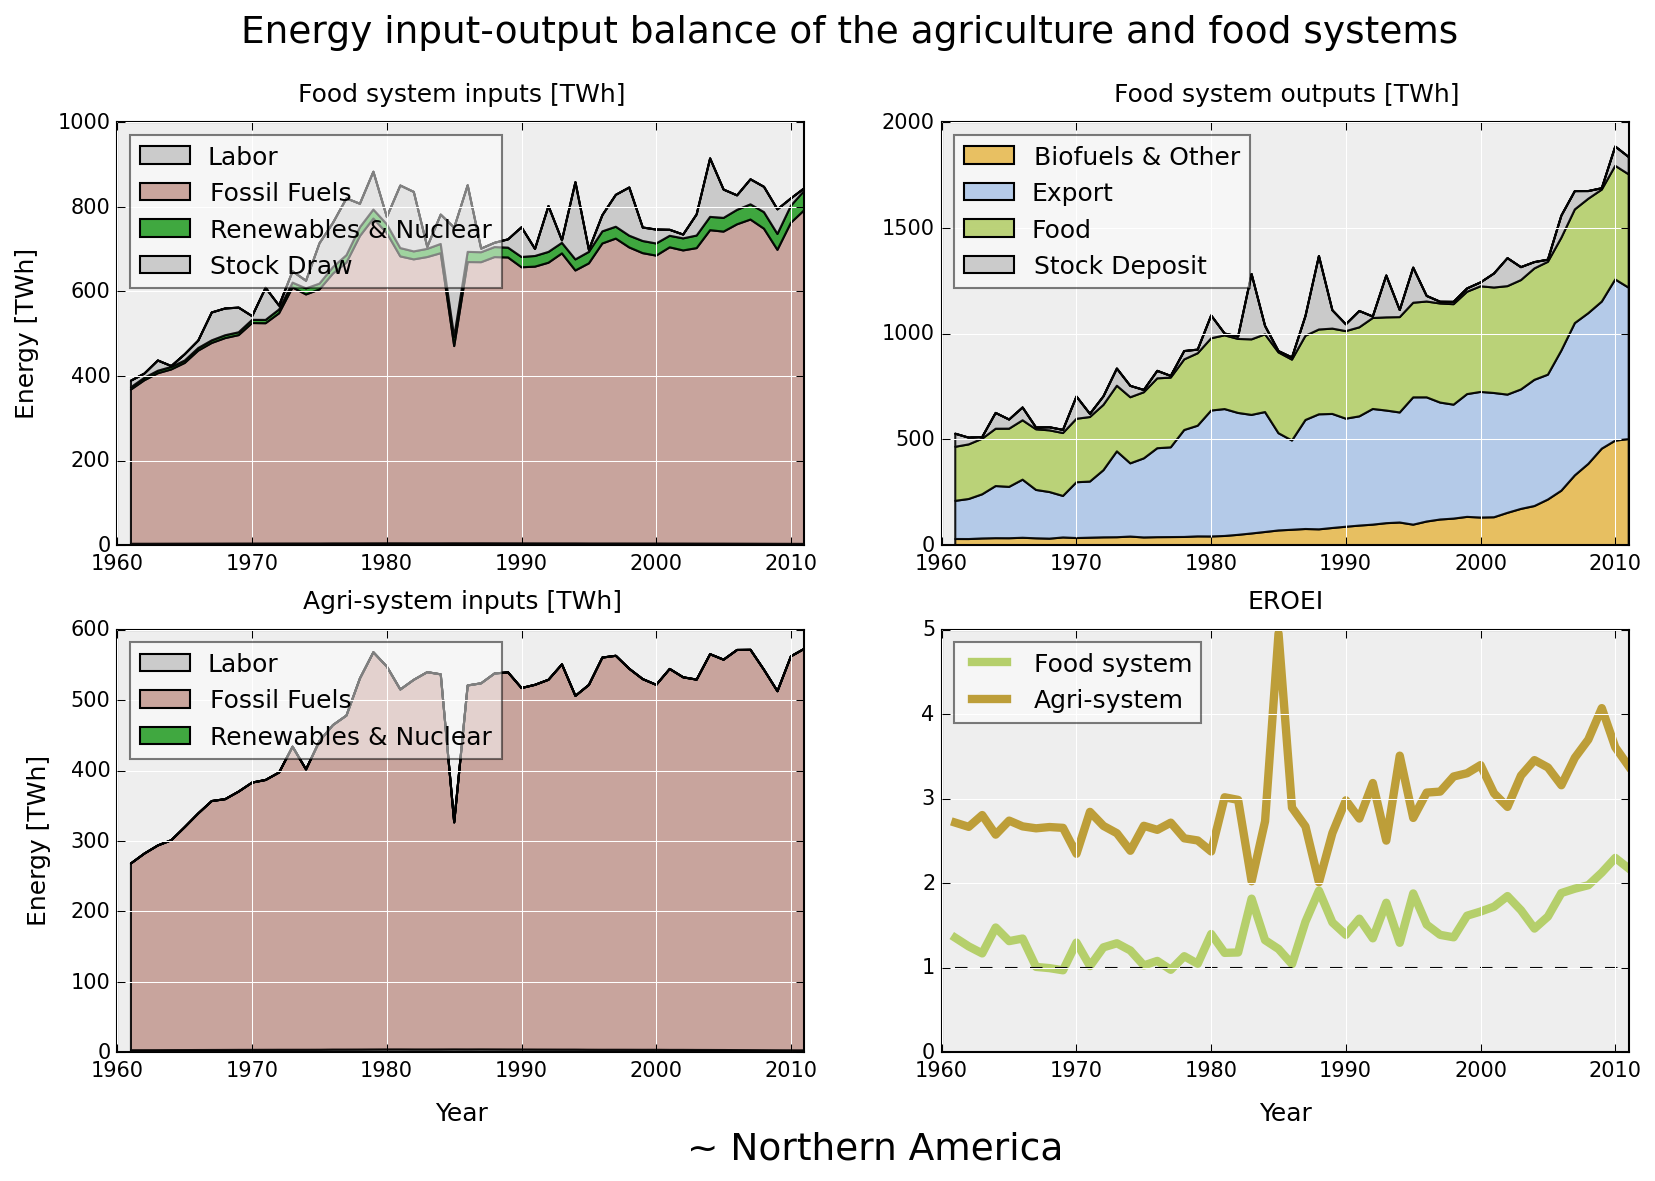 Energy input-output balance of the agriculture and food systems
Food system inputs [TWh]
Energy [TWh]
1000
800
600
400
200
0
Labor
Fossil Fuels
Renewables & Nuclear
Stock Draw
1960 1970 1980 1990 2000 2010
Food system outputs [TWh]
2000
1500
1000
500
0
Biofuels & Other
Export
Food
Stock Deposit
1960 1970 1980 1990 2000 2010
Agri-system inputs [TWh]
Energy [TWh]
600
500
400
300
200
100
0
Labor
Fossil Fuels
Renewables & Nuclear
1960 1970 1980 1990 2000 2010
Year
EROEI
5
4
3
2
1
0
Food system
Agri-system
1960 1970 1980 1990 2000 2010
Year
~ Northern America